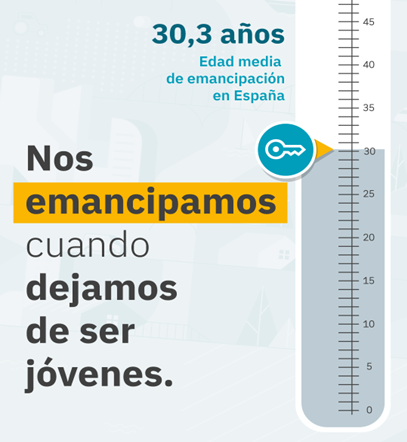 30,3 años
Edad media
de emancipación
en España
Nos
emancipamos
cuando
dejamos
de ser
jóvenes.
45
40
35
30
25
20
15
10
5
0